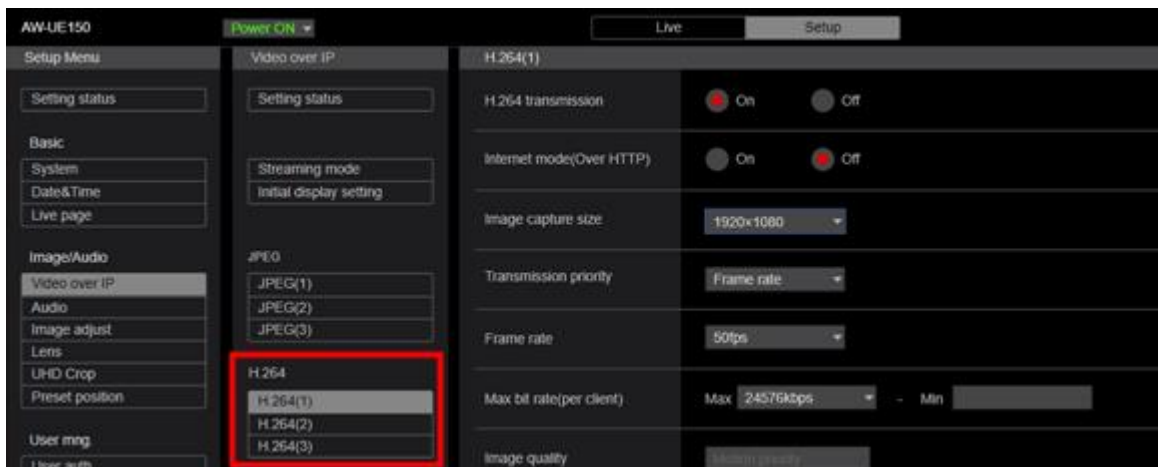 AW-UE150
Power ON
Live
Setup
Setup Menu
Setting status
Basic
System
Date&Time
Live page
Image/Audio
Video over IP
Audio
Image adjust
Lens
UHD Crop
Preset position
User mng.
User auth.
Video over IP
Setting status
Streaming mode
Initial display setting
JPEG
JPEG(1)
JPEG(2)
JPEG(3)
H.264
H.264(1)
H.264(2)
H.264(3)
H.264(1)
H.264 transmission On Off
Internet mode(Over HTTP) On Off
Image capture size 1920×1080
Transmission priority Frame rate
Frame rate 50fps
Max bit rate(per client) Max 24576kbps - Min
Image quality Motion priority